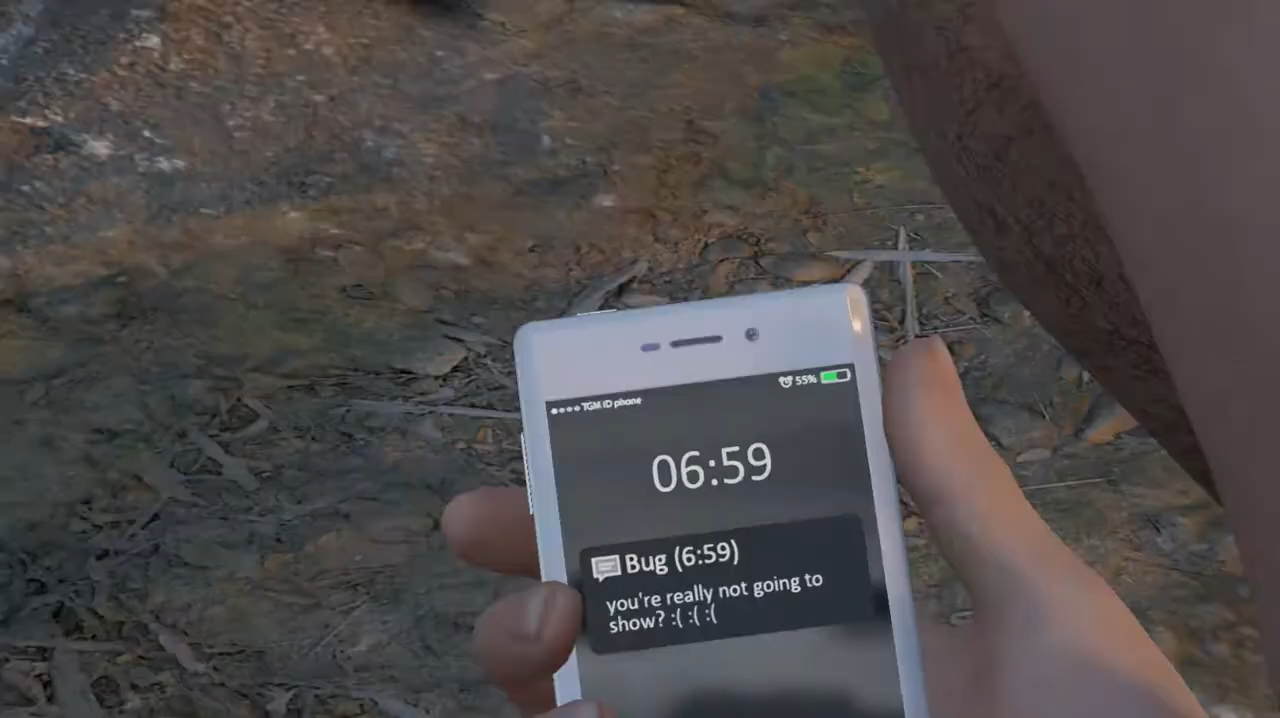 ●●●● TGM ID phone 55%
06:59
Bug (6:59)
you're really not going to
show? :( :( :(